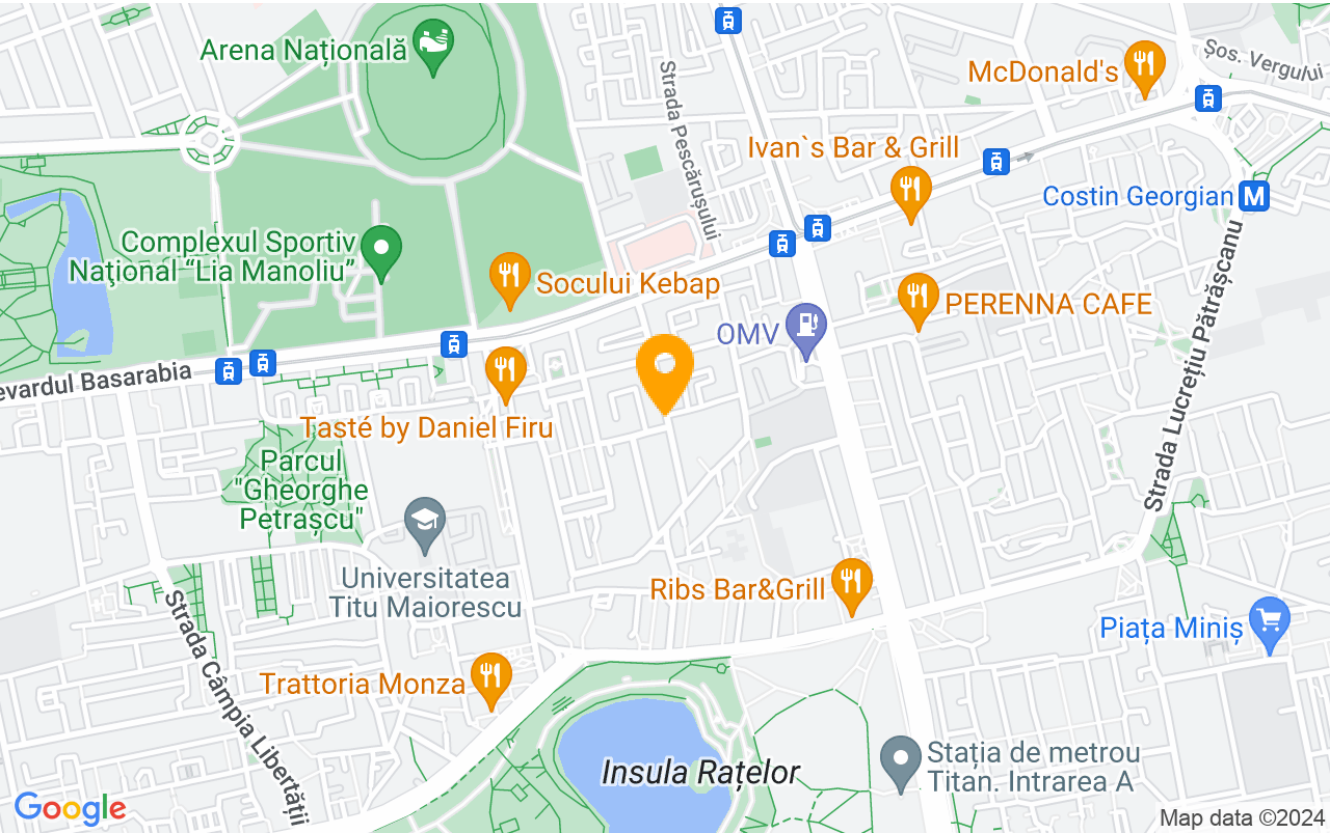 Arena Națională
Strada Pescărușului
McDonald's
Șos. Vergului
Ivan`s Bar & Grill
Costin Georgian
M
Complexul Sportiv
Naţional “Lia Manoliu”
Socului Kebap
PERENNA CAFE
OMV
Strada Lucrețiu Pătrășcanu
evardul Basarabia
Tasté by Daniel Firu
Parcul
"Gheorghe
Petrașcu"
Universitatea
Titu Maiorescu
Ribs Bar&Grill
Piața Miniș
Strada Câmpia Libertății
Trattoria Monza
Insula Rațelor
Stația de metrou
Titan. Intrarea A
Google
Map data ©2024